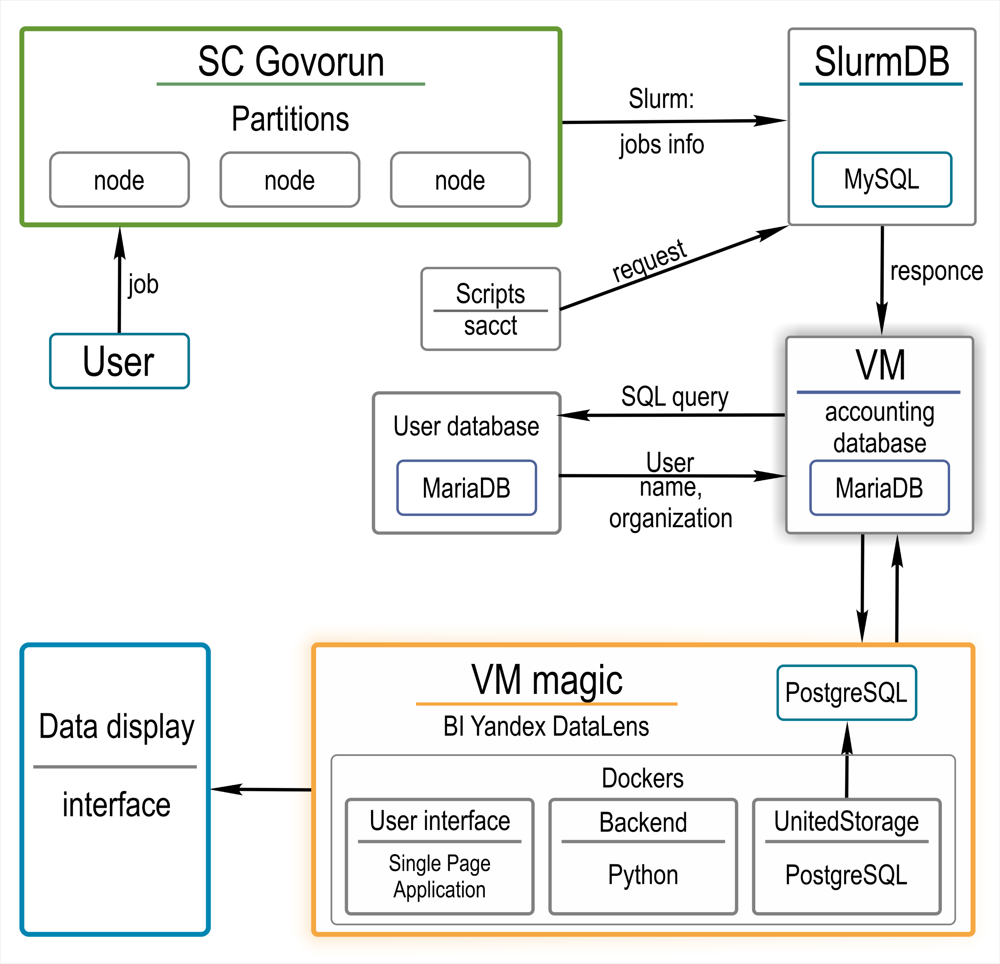 SC Govorun
Partitions
node
node
node
Slurm:
jobs info
SlurmDB
MySQL
job
User
Scripts
sacct
request
responce
VM
accounting
database
MariaDB
SQL query
User
name,
organization
User database
MariaDB
Data display
interface
VM magic
BI Yandex DataLens
PostgreSQL
Dockers
User interface
Single Page
Application
Backend
Python
UnitedStorage
PostgreSQL